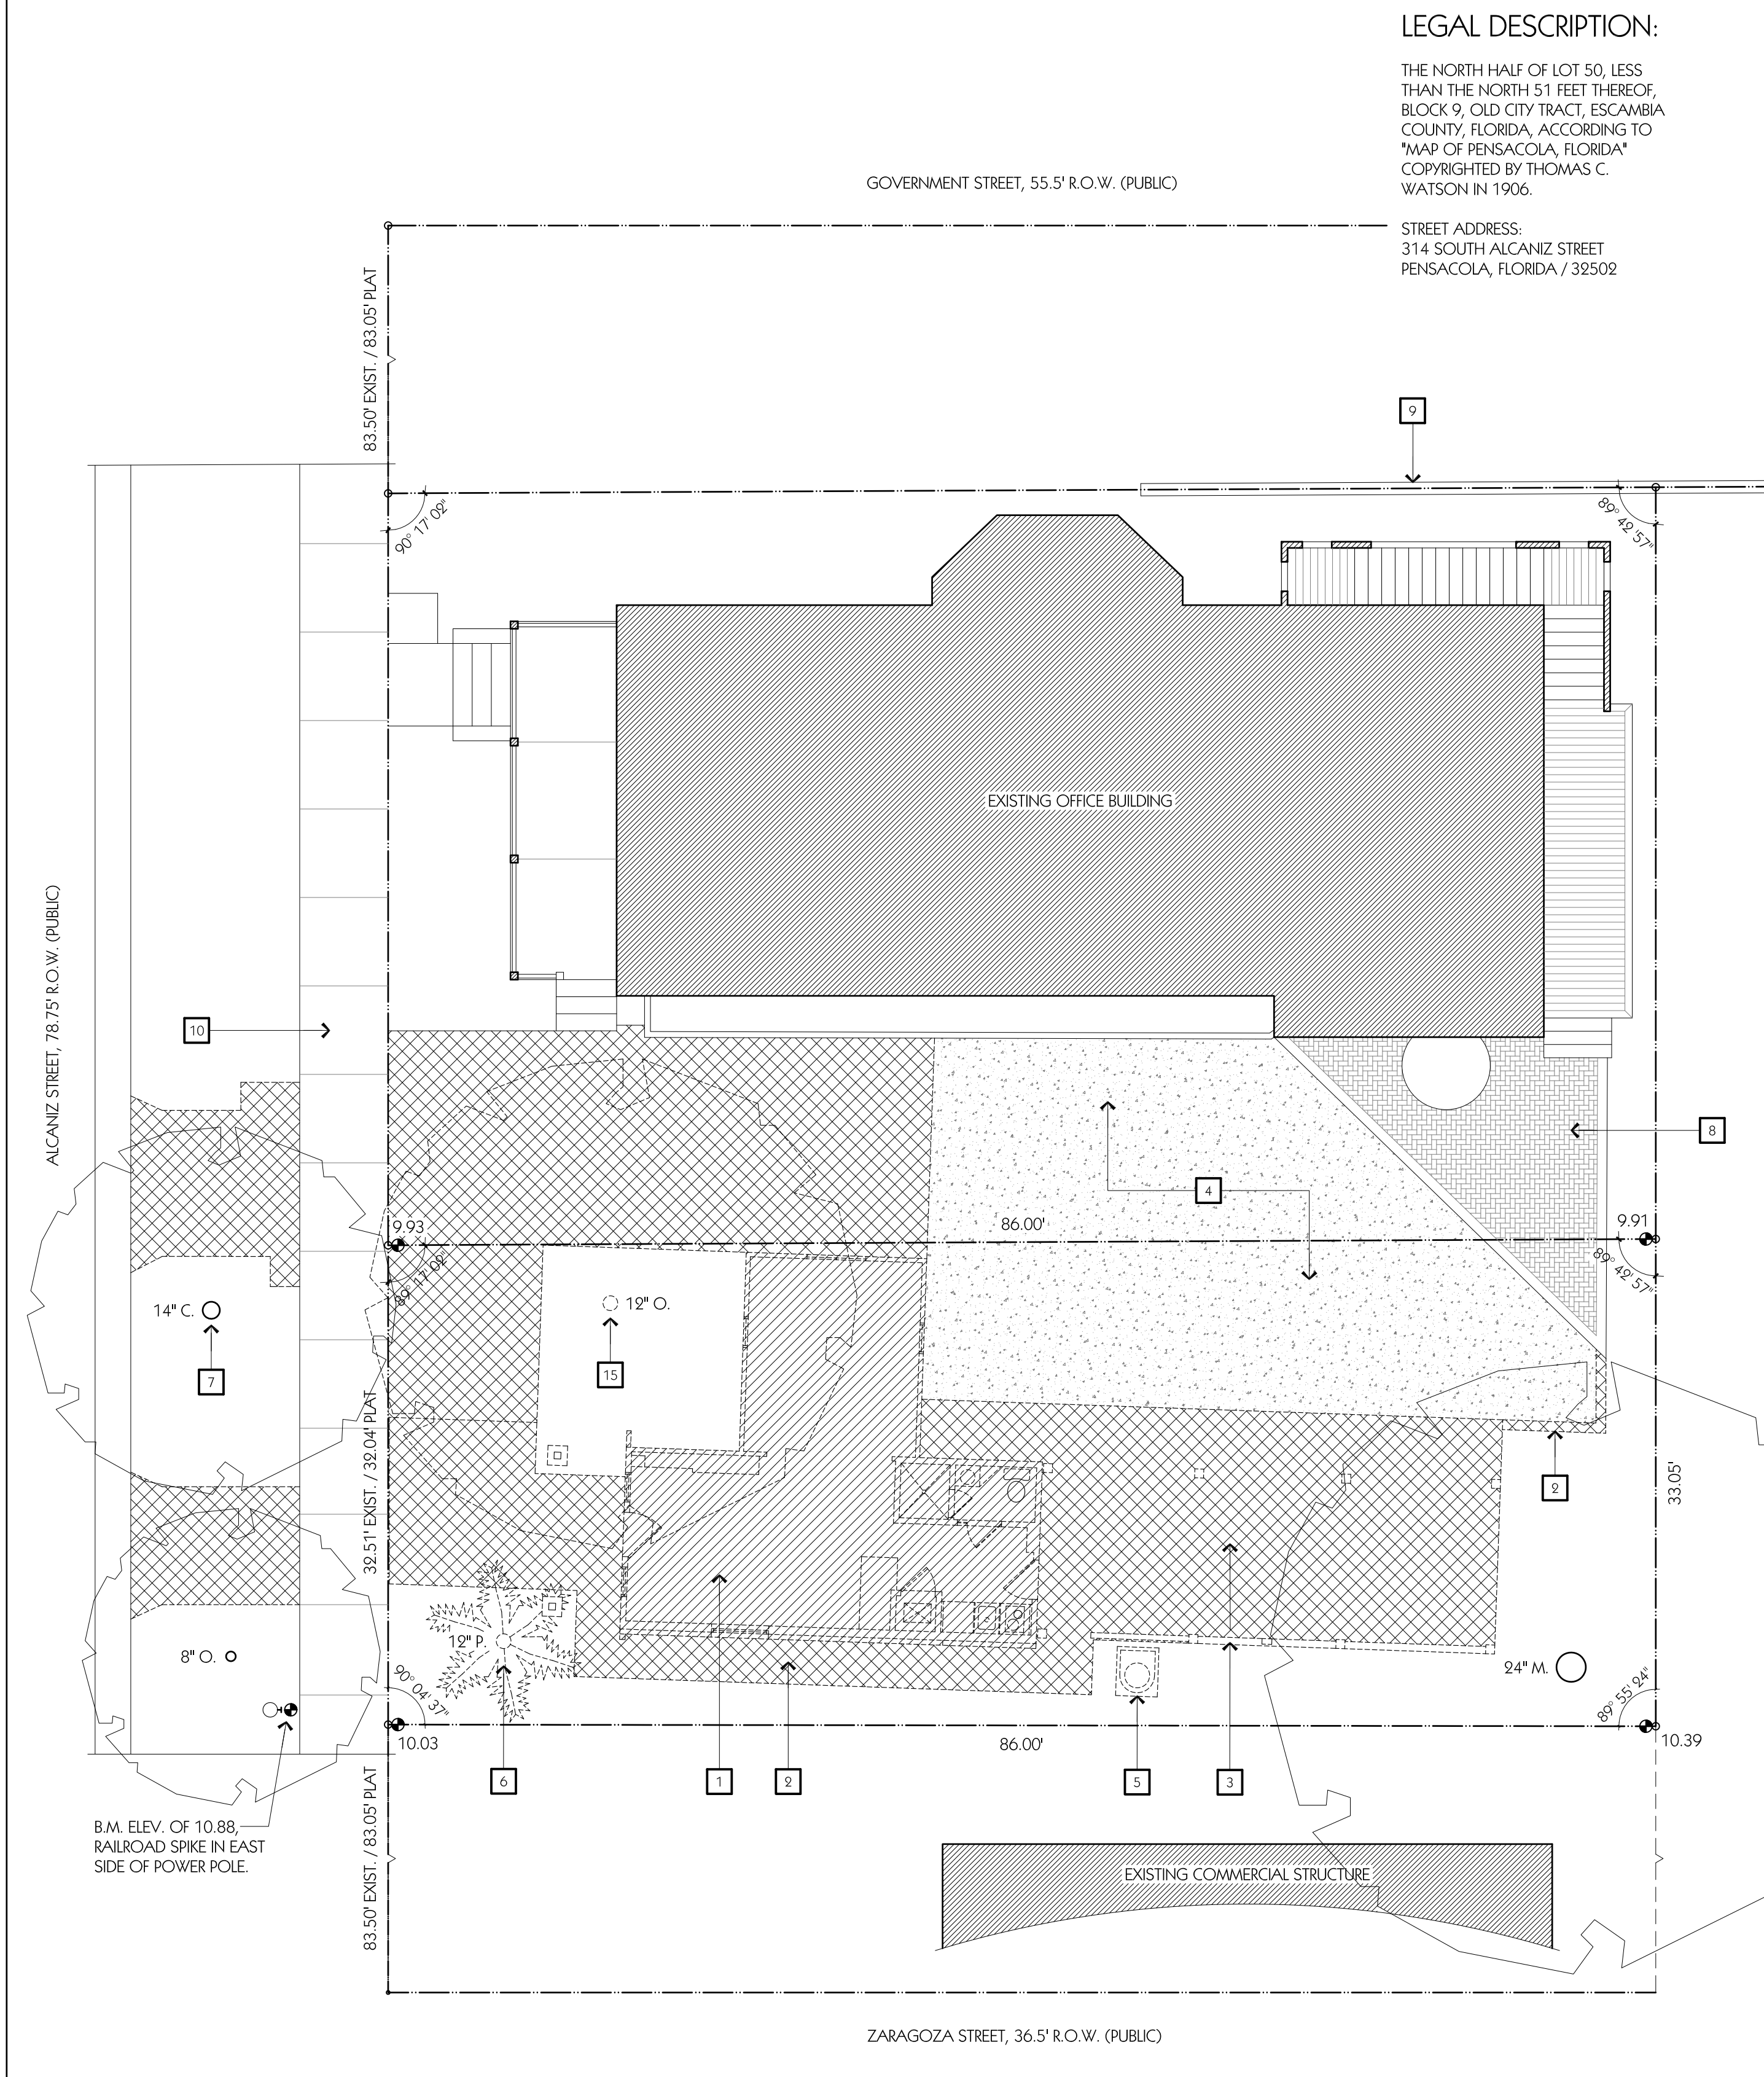 LEGAL DESCRIPTION:
THE NORTH HALF OF LOT 50, LESS
THAN THE NORTH 51 FEET THEREOF,
BLOCK 9, OLD CITY TRACT, ESCAMBIA
COUNTY, FLORIDA, ACCORDING TO
"MAP OF PENSACOLA, FLORIDA"
COPYRIGHTED BY THOMAS C.
WATSON IN 1906.
STREET ADDRESS:
314 SOUTH ALCANIZ STREET
PENSACOLA, FLORIDA / 32502
GOVERNMENT STREET, 55.5' R.O.W. (PUBLIC)
83.50' EXIST. / 83.05' PLAT
9
90° 17' 02"
89° 42' 57"
EXISTING OFFICE BUILDING
ALCANIZ STREET, 78.75' R.O.W. (PUBLIC)
10
8
4
9.93
86.00'
9.91
89° 17' 02"
89° 42' 57"
14" C.
12" O.
7
15
32.51' EXIST. / 32.04' PLAT
2
33.05'
12" P.
8" O.
24" M.
90° 04' 37"
89° 55' 24"
10.03
86.00'
10.39
6
1
2
5
3
B.M. ELEV. OF 10.88,
RAILROAD SPIKE IN EAST
SIDE OF POWER POLE.
83.50' EXIST. / 83.05' PLAT
EXISTING COMMERCIAL STRUCTURE
ZARAGOZA STREET, 36.5' R.O.W. (PUBLIC)